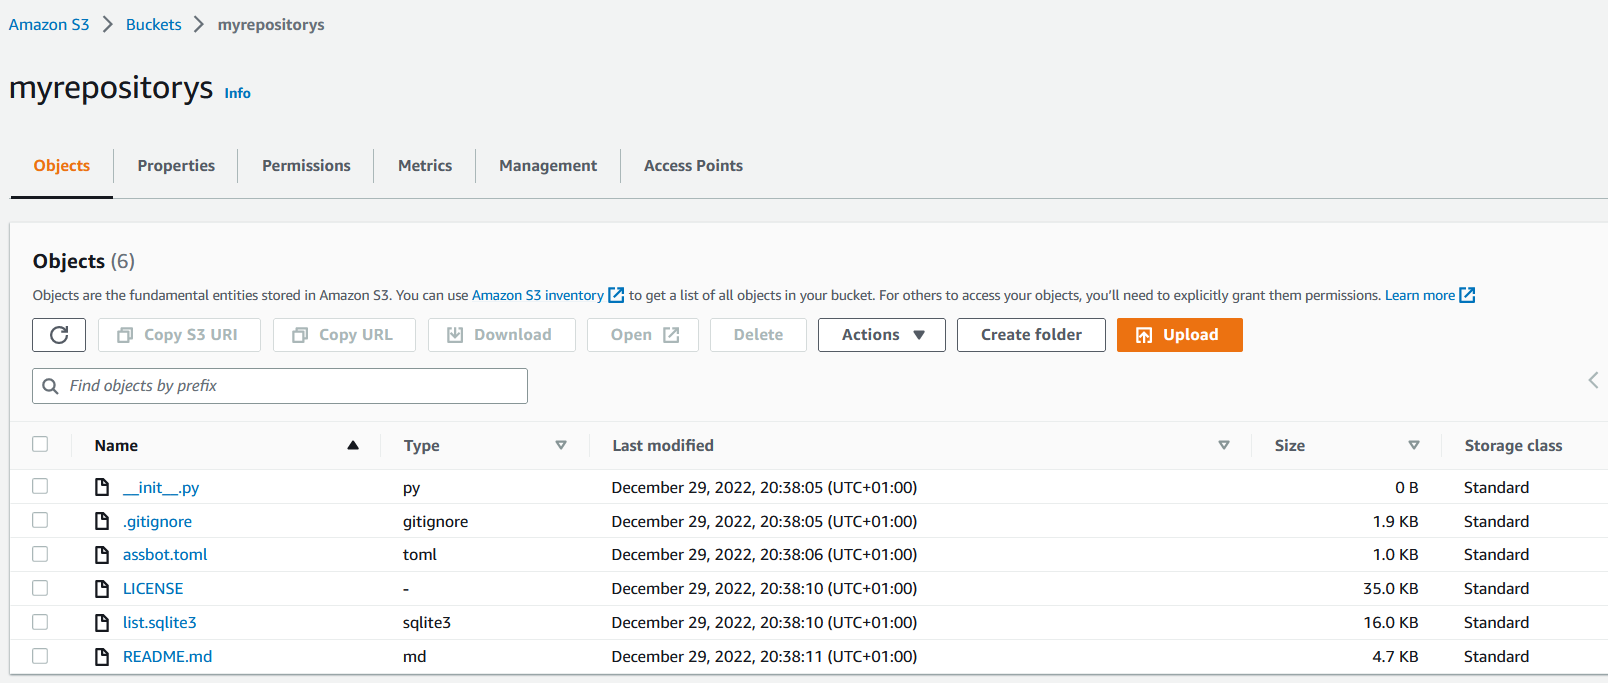 Amazon S3 > Buckets > myrepositorys
myrepositorys Info
Objects Properties Permissions Metrics Management Access Points
Objects (6)
Objects are the fundamental entities stored in Amazon S3. You can use Amazon S3 inventory to get a list of all objects in your bucket. For others to access your objects, you'll need to explicitly grant them permissions. Learn more
Copy S3 URI Copy URL Download Open Delete Actions Create folder Upload
Find objects by prefix
Name Type Last modified Size Storage class
__init__.py py December 29, 2022, 20:38:05 (UTC+01:00) 0 B Standard
.gitignore gitignore December 29, 2022, 20:38:05 (UTC+01:00) 1.9 KB Standard
assbot.toml toml December 29, 2022, 20:38:06 (UTC+01:00) 1.0 KB Standard
LICENSE - December 29, 2022, 20:38:10 (UTC+01:00) 35.0 KB Standard
list.sqlite3 sqlite3 December 29, 2022, 20:38:10 (UTC+01:00) 16.0 KB Standard
README.md md December 29, 2022, 20:38:11 (UTC+01:00) 4.7 KB Standard